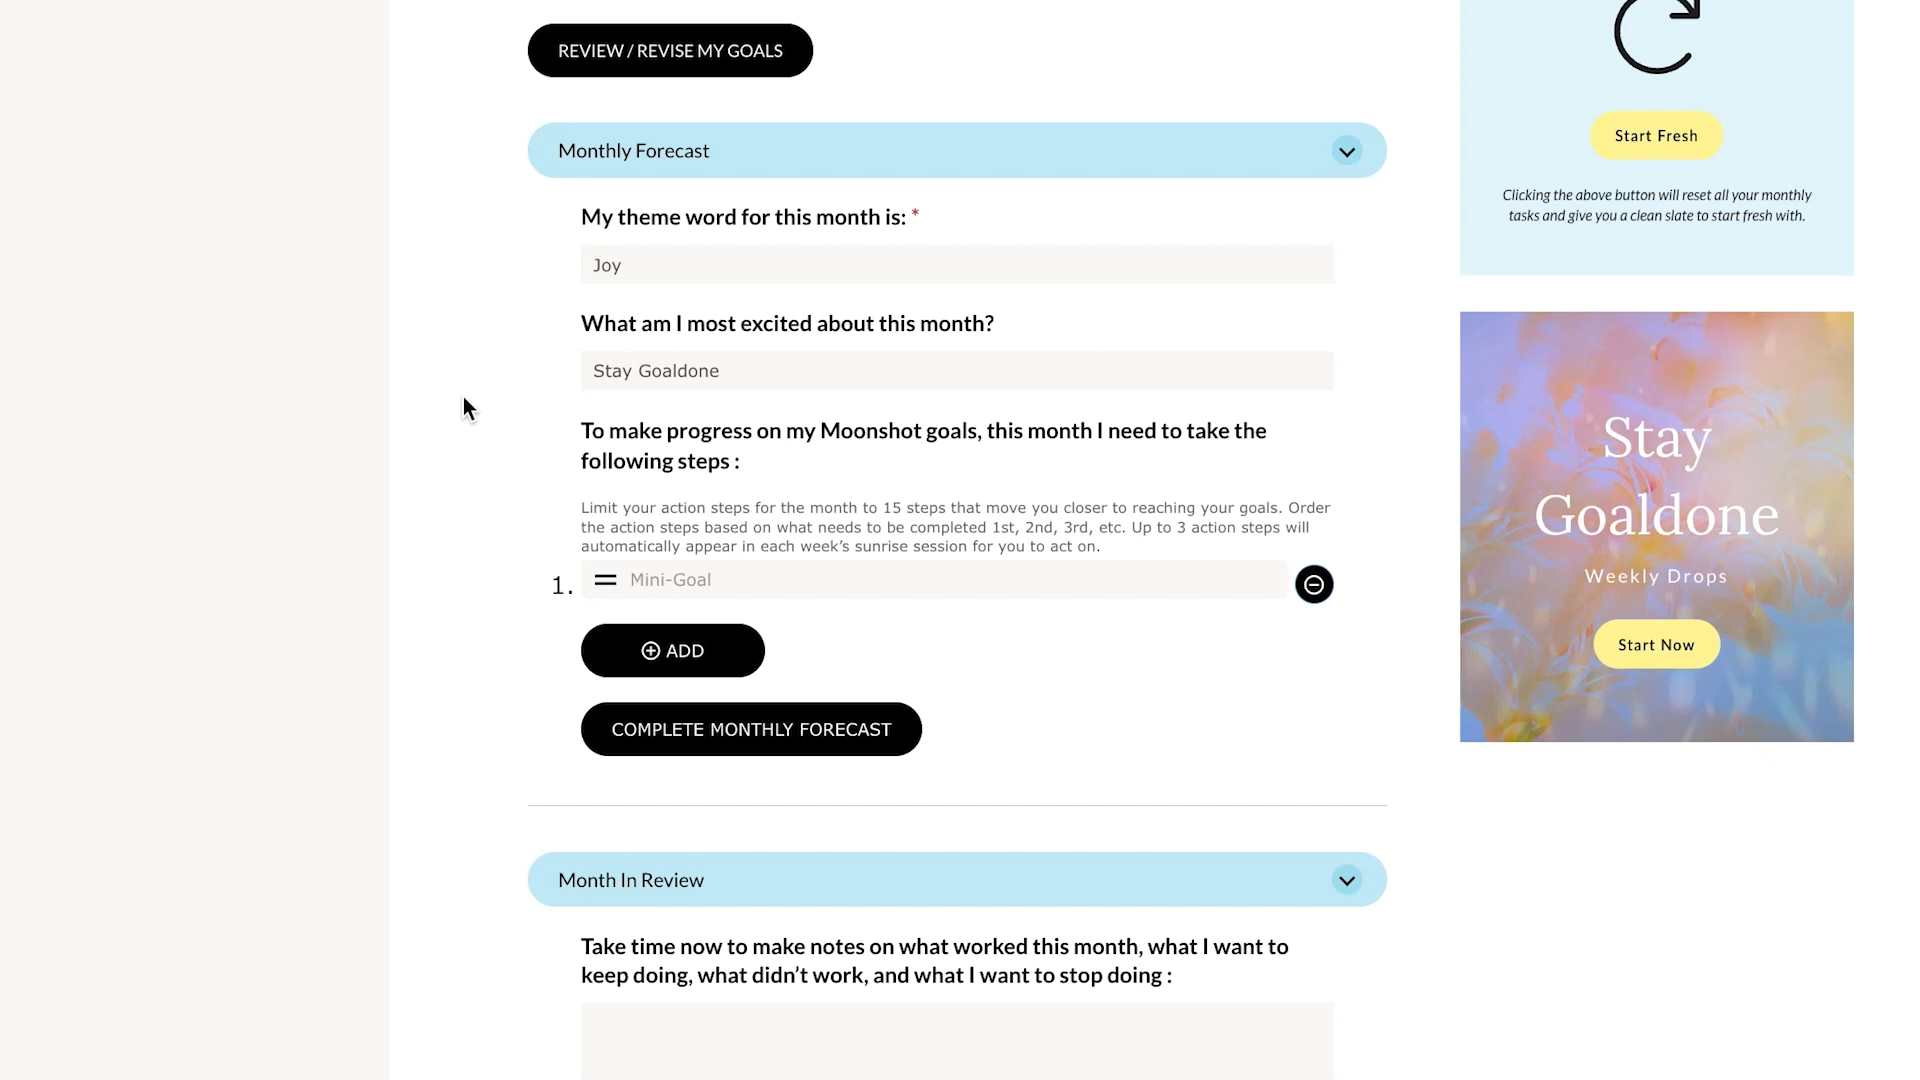 REVIEW / REVISE MY GOALS
Monthly Forecast
My theme word for this month is: *
Joy
What am I most excited about this month?
Stay Goaldone
To make progress on my Moonshot goals, this month I need to take the
following steps :
Limit your action steps for the month to 15 steps that move you closer to reaching your goals. Order
the action steps based on what needs to be completed 1st, 2nd, 3rd, etc. Up to 3 action steps will
automatically appear in each week’s sunrise session for you to act on.
1. Mini-Goal
ADD
COMPLETE MONTHLY FORECAST
Month In Review
Take time now to make notes on what worked this month, what I want to
keep doing, what didn’t work, and what I want to stop doing :
Start Fresh
Clicking the above button will reset all your monthly
tasks and give you a clean slate to start fresh with.
Stay
Goaldone
Weekly Drops
Start Now